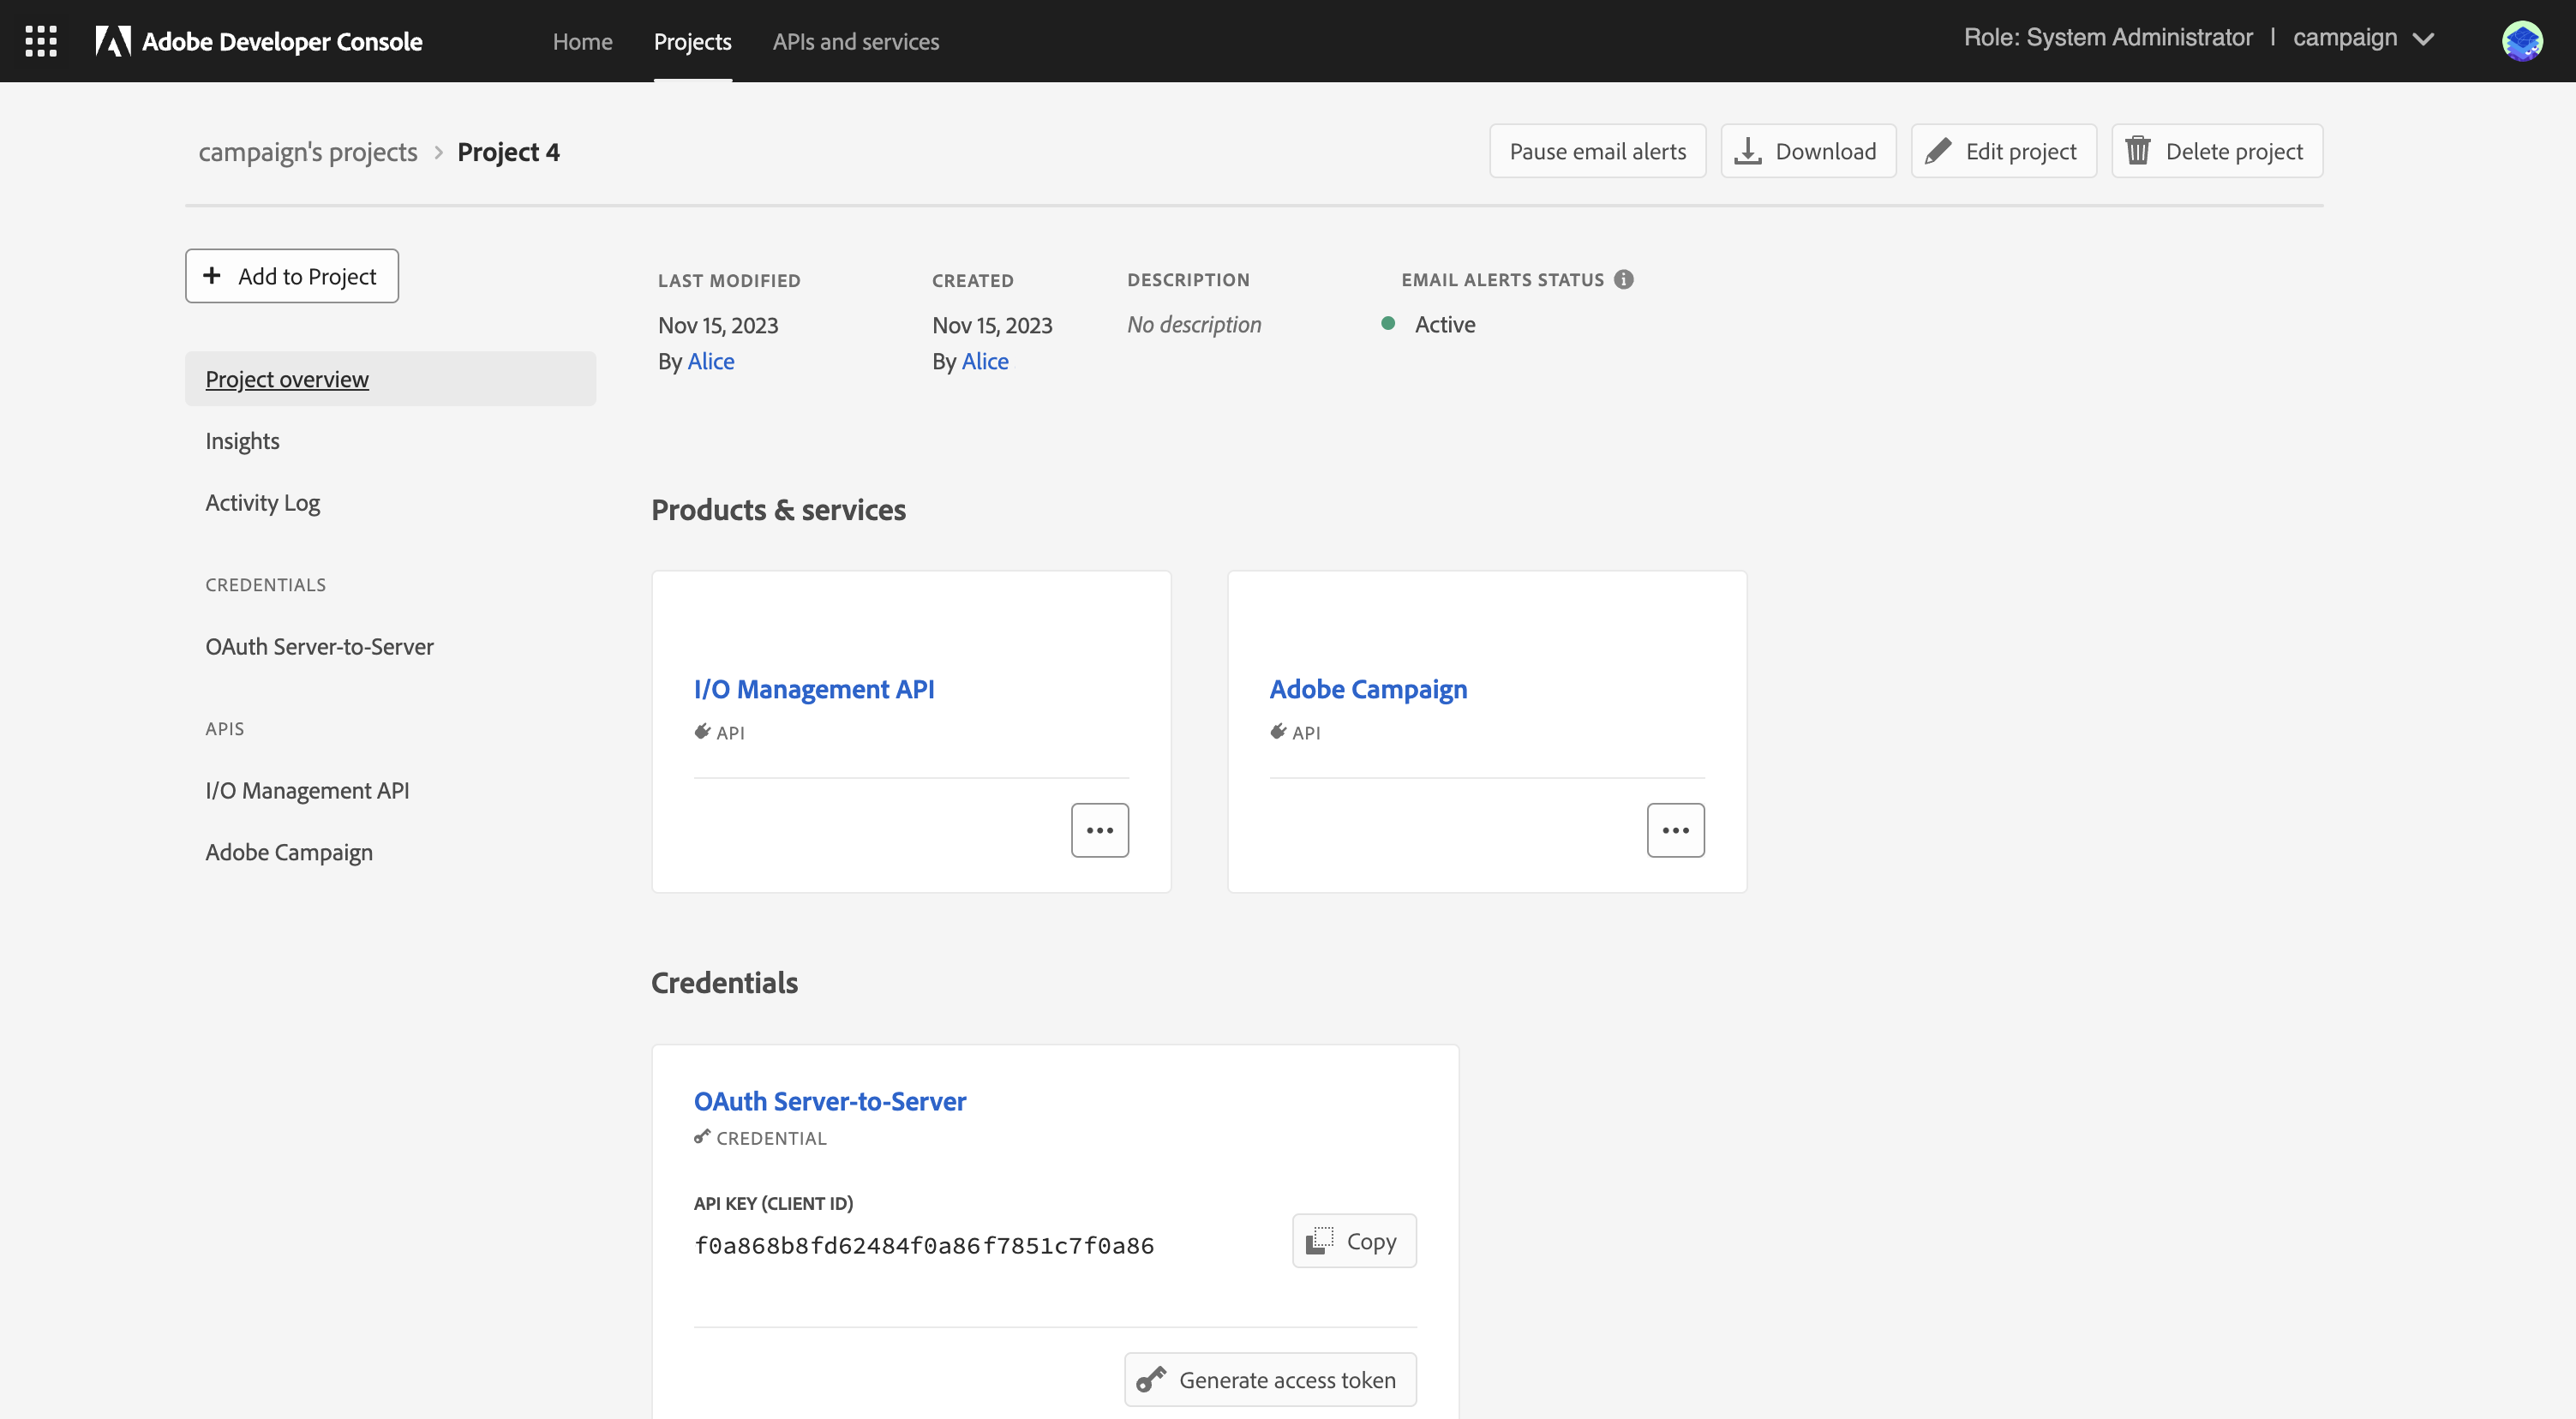 Adobe Developer Console
Home
Projects
APIs and services
Role: System Administrator | campaign
campaign's projects > Project 4
Pause email alerts
Download
Edit project
Delete project
+ Add to Project
Project overview
Insights
Activity Log
CREDENTIALS
OAuth Server-to-Server
APIS
I/O Management API
Adobe Campaign
LAST MODIFIED
Nov 15, 2023
By Alice
CREATED
Nov 15, 2023
By Alice
DESCRIPTION
No description
EMAIL ALERTS STATUS
Active
Products & services
I/O Management API
API
Adobe Campaign
API
Credentials
OAuth Server-to-Server
CREDENTIAL
API KEY (CLIENT ID)
f0a868b8fd62484f0a86f7851c7f0a86
Copy
Generate access token